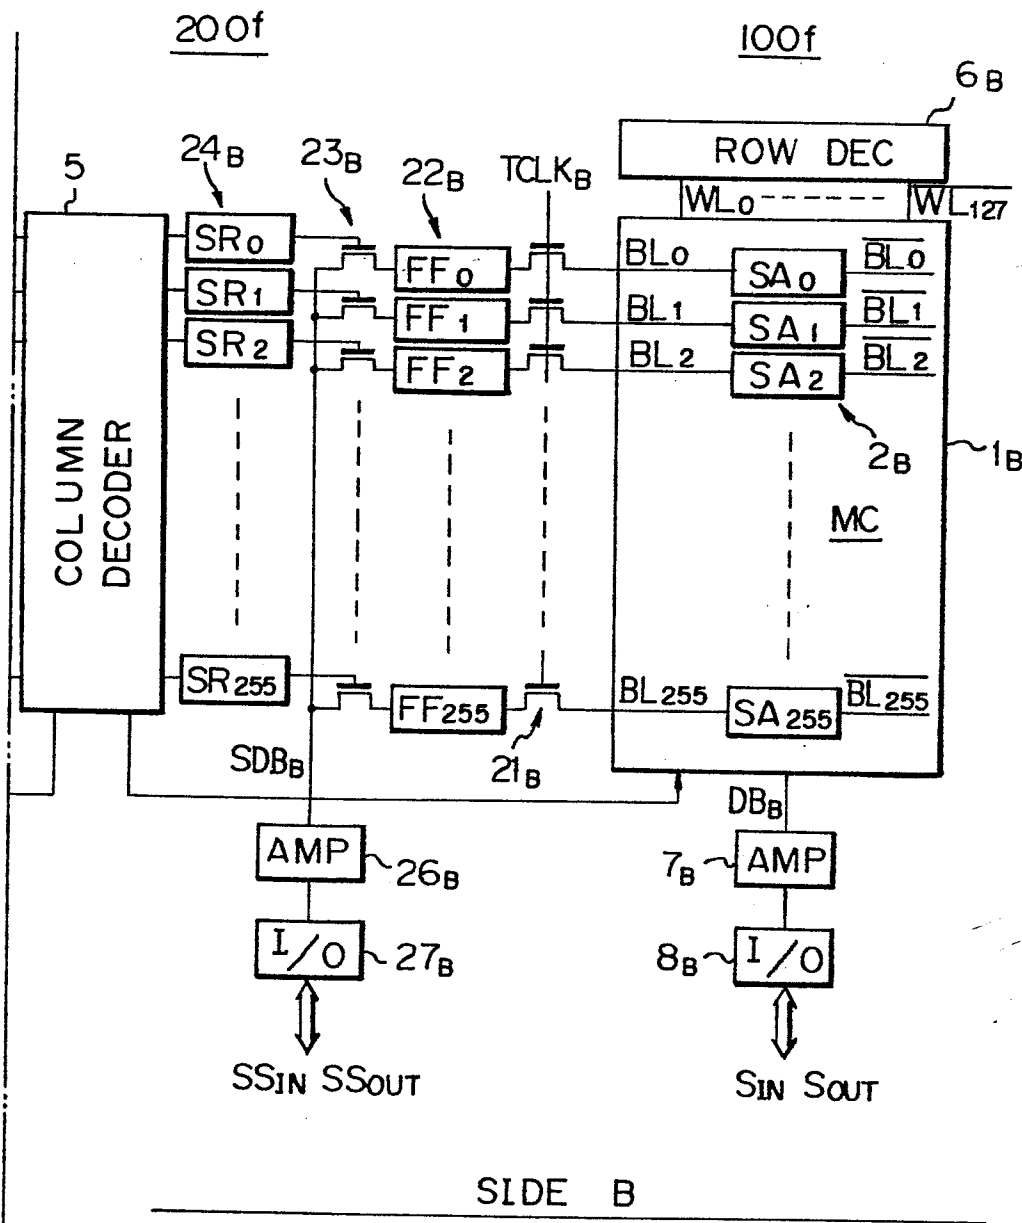 200f 100f
6B
ROW DEC
24B 23B 22B TCLKB
5
WL0 WL127
SR0 FF0 BL0 SA0 BL0
SR1 FF1 BL1 SA1 BL1
SR2 FF2 BL2 SA2 BL2
2B 1B
COLUMN
DECODER
MC
SR255 FF255 BL255 SA255 BL255
21B
SDBB DBB
AMP 26B 7B AMP
I/O 27B 8B I/O
SSIN SSOUT SIN SOUT
SIDE B